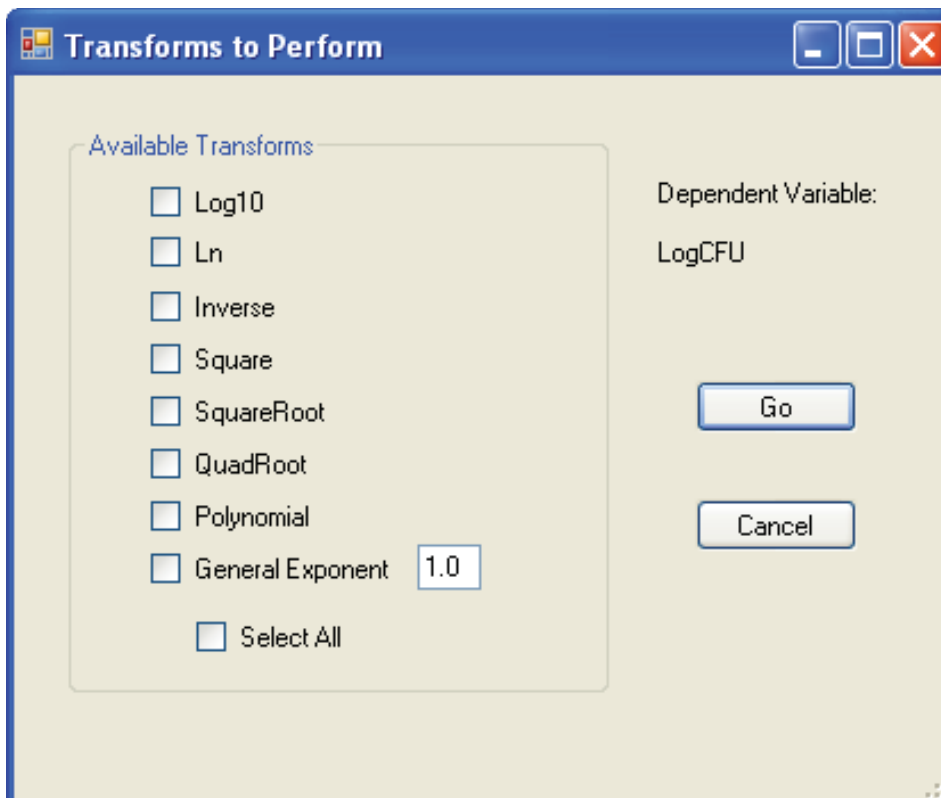 Transforms to Perform
Available Transforms
Log10
Ln
Inverse
Square
SquareRoot
QuadRoot
Polynomial
General Exponent 1.0
Select All
Dependent Variable:
LogCFU
Go
Cancel